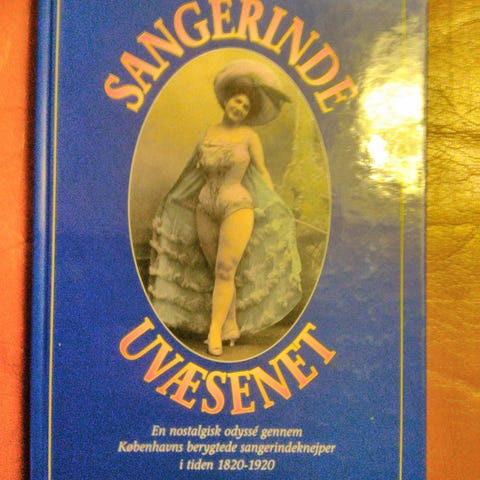 SANGERINDE
UVÆSENET
En nostalgisk odyssé gennem
Københavns berygtede sangerindeknejper
i tiden 1820-1920